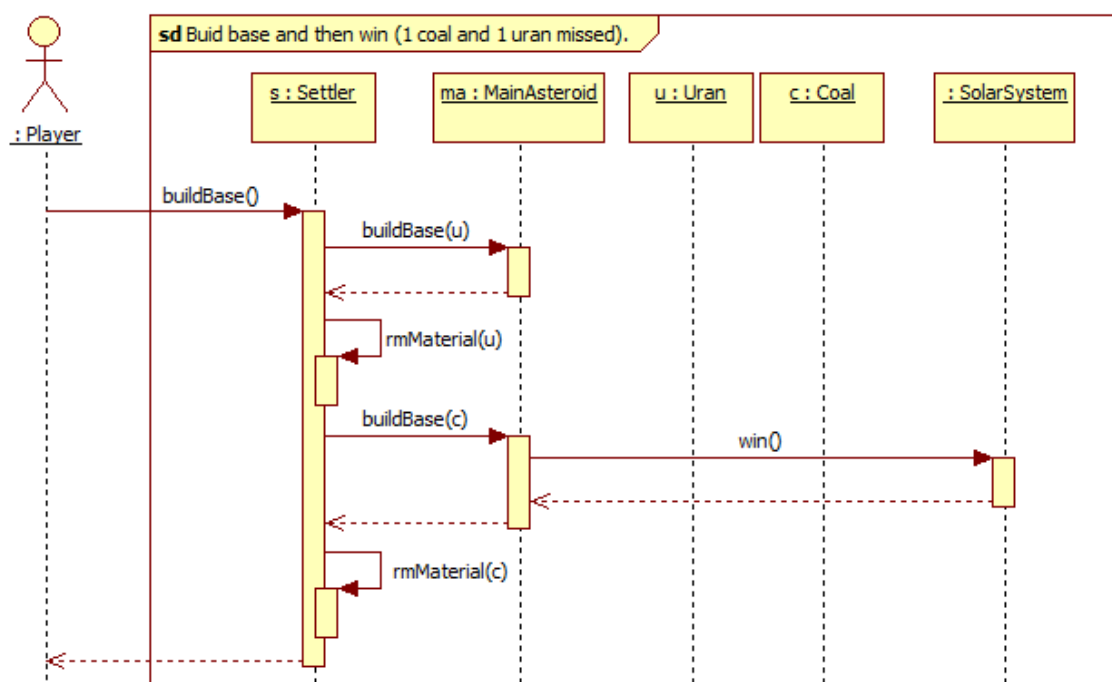 sd Buid base and then win (1 coal and 1 uran missed).
s : Settler
ma : MainAsteroid
u : Uran
c : Coal
: SolarSystem
: Player
buildBase()
buildBase(u)
rmMaterial(u)
buildBase(c)
win()
rmMaterial(c)